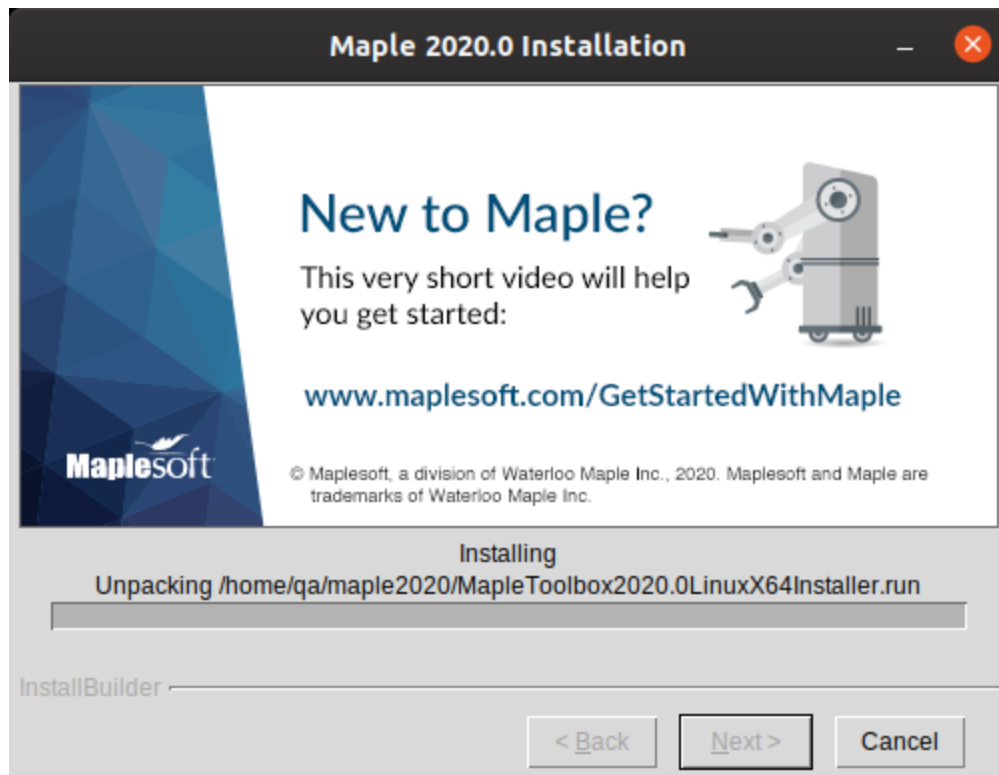 Maple 2020.0 Installation
New to Maple?
This very short video will help
you get started:
www.maplesoft.com/GetStartedWithMaple
Maplesoft
© Maplesoft, a division of Waterloo Maple Inc., 2020. Maplesoft and Maple are
trademarks of Waterloo Maple Inc.
Installing
Unpacking /home/qa/maple2020/MapleToolbox2020.0LinuxX64Installer.run
InstallBuilder
< Back Next > Cancel